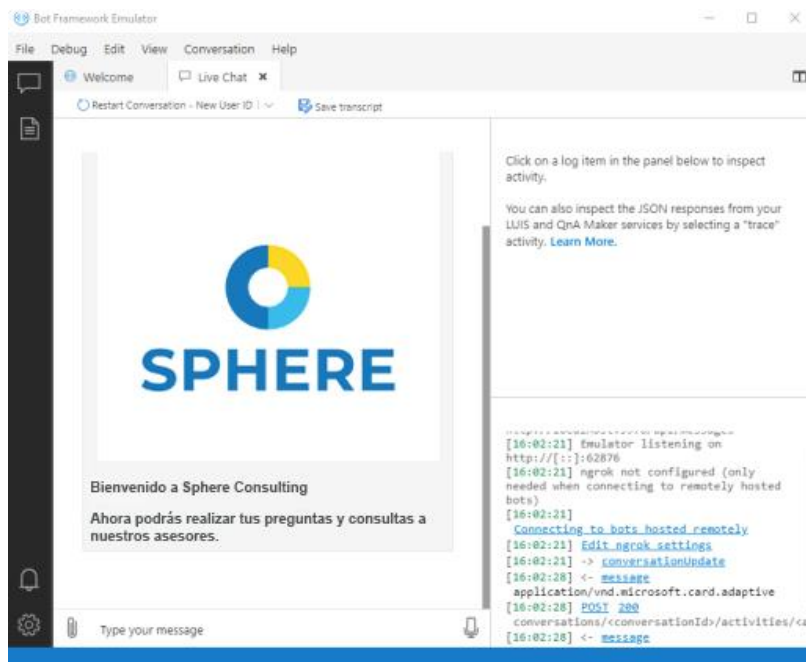 Bot Framework Emulator
File Debug Edit View Conversation Help
Welcome
Live Chat
Restart Conversation - New User ID
Save transcript
SPHERE
Bienvenido a Sphere Consulting
Ahora podrás realizar tus preguntas y consultas a
nuestros asesores.
Type your message
Click on a log item in the panel below to inspect
activity.
You can also inspect the JSON responses from your
LUIS and QnA Maker services by selecting a "trace"
activity. Learn More.
[16:02:21] Emulator listening on
http://[::]:62876
[16:02:21] ngrok not configured (only
needed when connecting to remotely hosted
bots)
[16:02:21]
Connecting to bots hosted remotely
[16:02:21] Edit ngrok settings
[16:02:21] -> conversationUpdate
[16:02:28] <- message
application/vnd.microsoft.card.adaptive
[16:02:28] POST 200
conversations/<conversationId>/activities/<a
[16:02:28] <- message